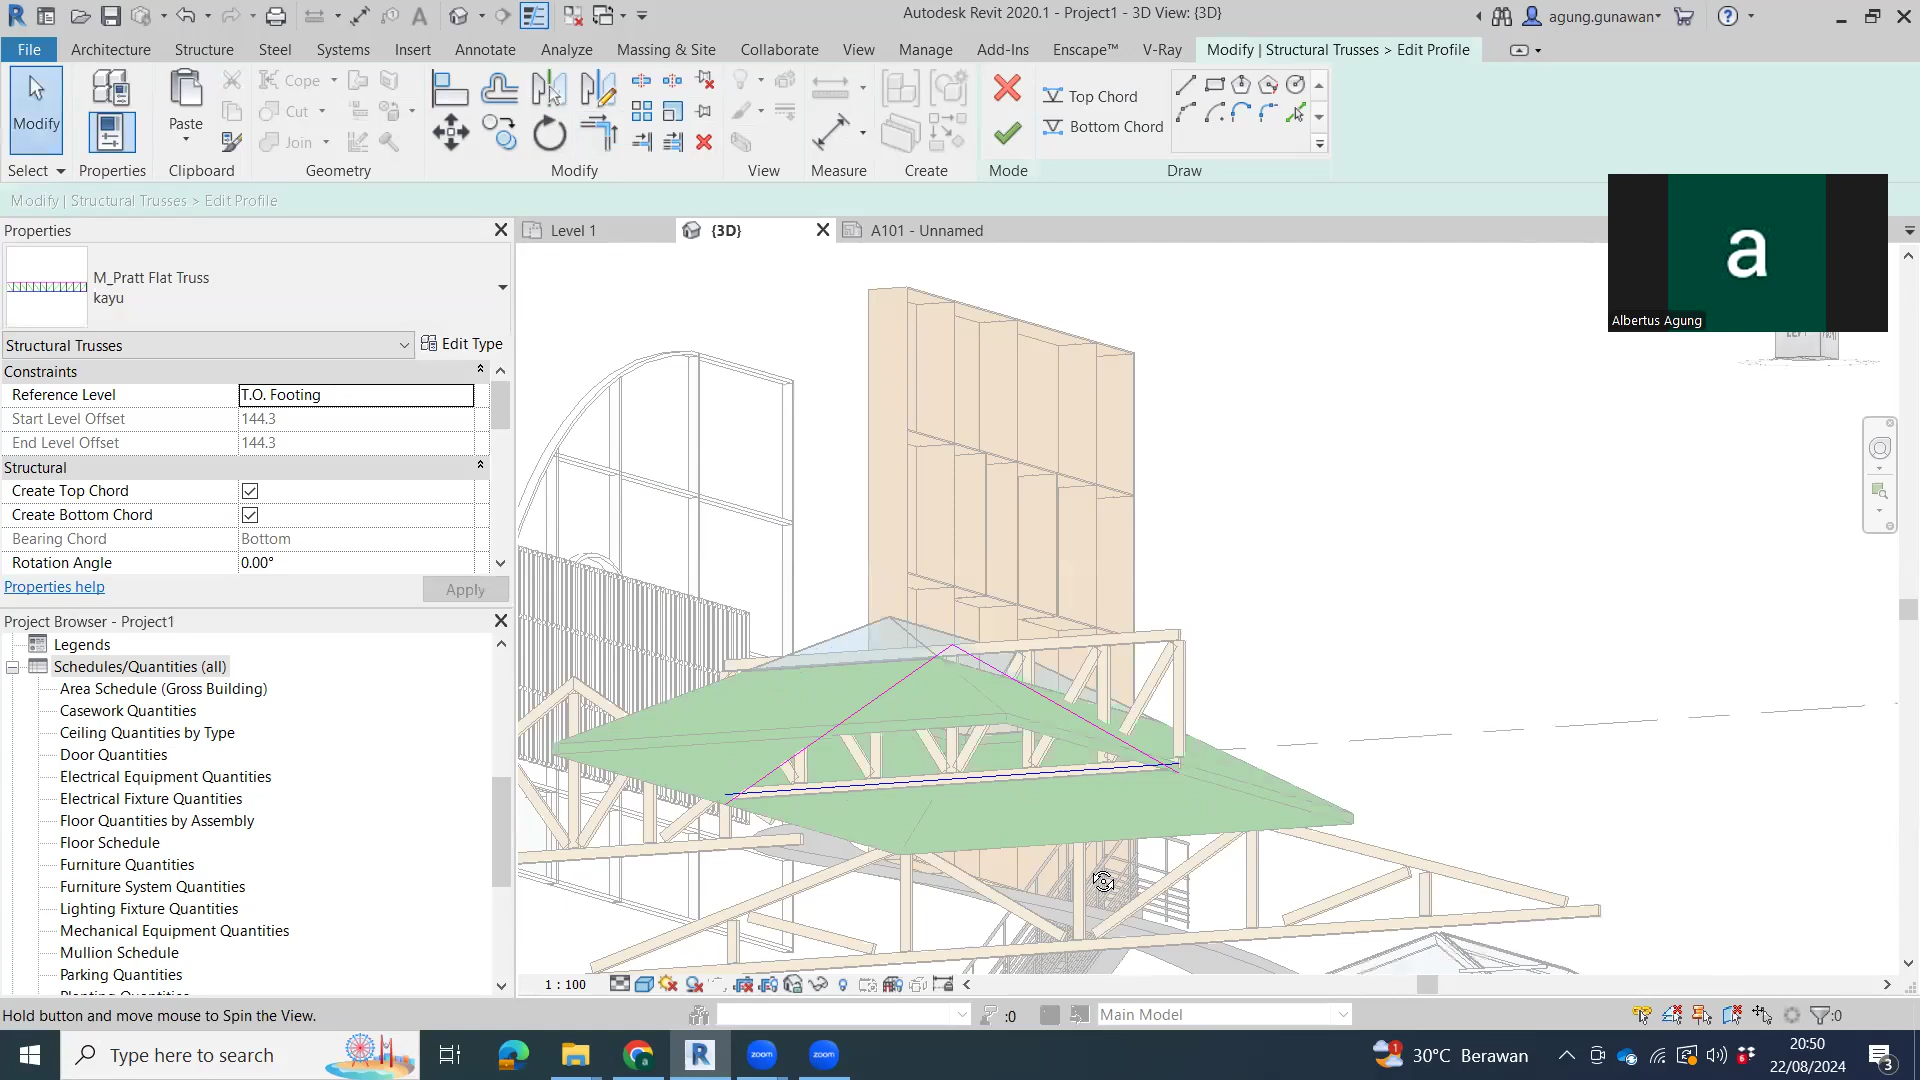 Autodesk Revit 2020.1 - Project1 - 3D View: {3D}
agung.gunawan
File
Architecture
Structure
Steel
Systems
Insert
Annotate
Analyze
Massing & Site
Collaborate
View
Manage
Add-Ins
Enscape™
V-Ray
Modify | Structural Trusses > Edit Profile
Modify
Paste
Cope
Cut
Join
Top Chord
Bottom Chord
Select
Properties
Clipboard
Geometry
Modify
View
Measure
Create
Mode
Draw
Modify | Structural Trusses > Edit Profile
Properties
Level 1
{3D}
A101 - Unnamed
a
Albertus Agung
M_Pratt Flat Truss
kayu
Structural Trusses
Edit Type
Constraints
Reference Level T.O. Footing
Start Level Offset 144.3
End Level Offset 144.3
Structural
Create Top Chord
Create Bottom Chord
Bearing Chord Bottom
Rotation Angle 0.00°
Properties help
Apply
Project Browser - Project1
Legends
Schedules/Quantities (all)
Area Schedule (Gross Building)
Casework Quantities
Ceiling Quantities by Type
Door Quantities
Electrical Equipment Quantities
Electrical Fixture Quantities
Floor Quantities by Assembly
Floor Schedule
Furniture Quantities
Furniture System Quantities
Lighting Fixture Quantities
Mechanical Equipment Quantities
Mullion Schedule
Parking Quantities
1 : 100
Hold button and move mouse to Spin the View.
:0
Main Model
:0
Type here to search
zoom
zoom
30°C Berawan
20:50
22/08/2024
3